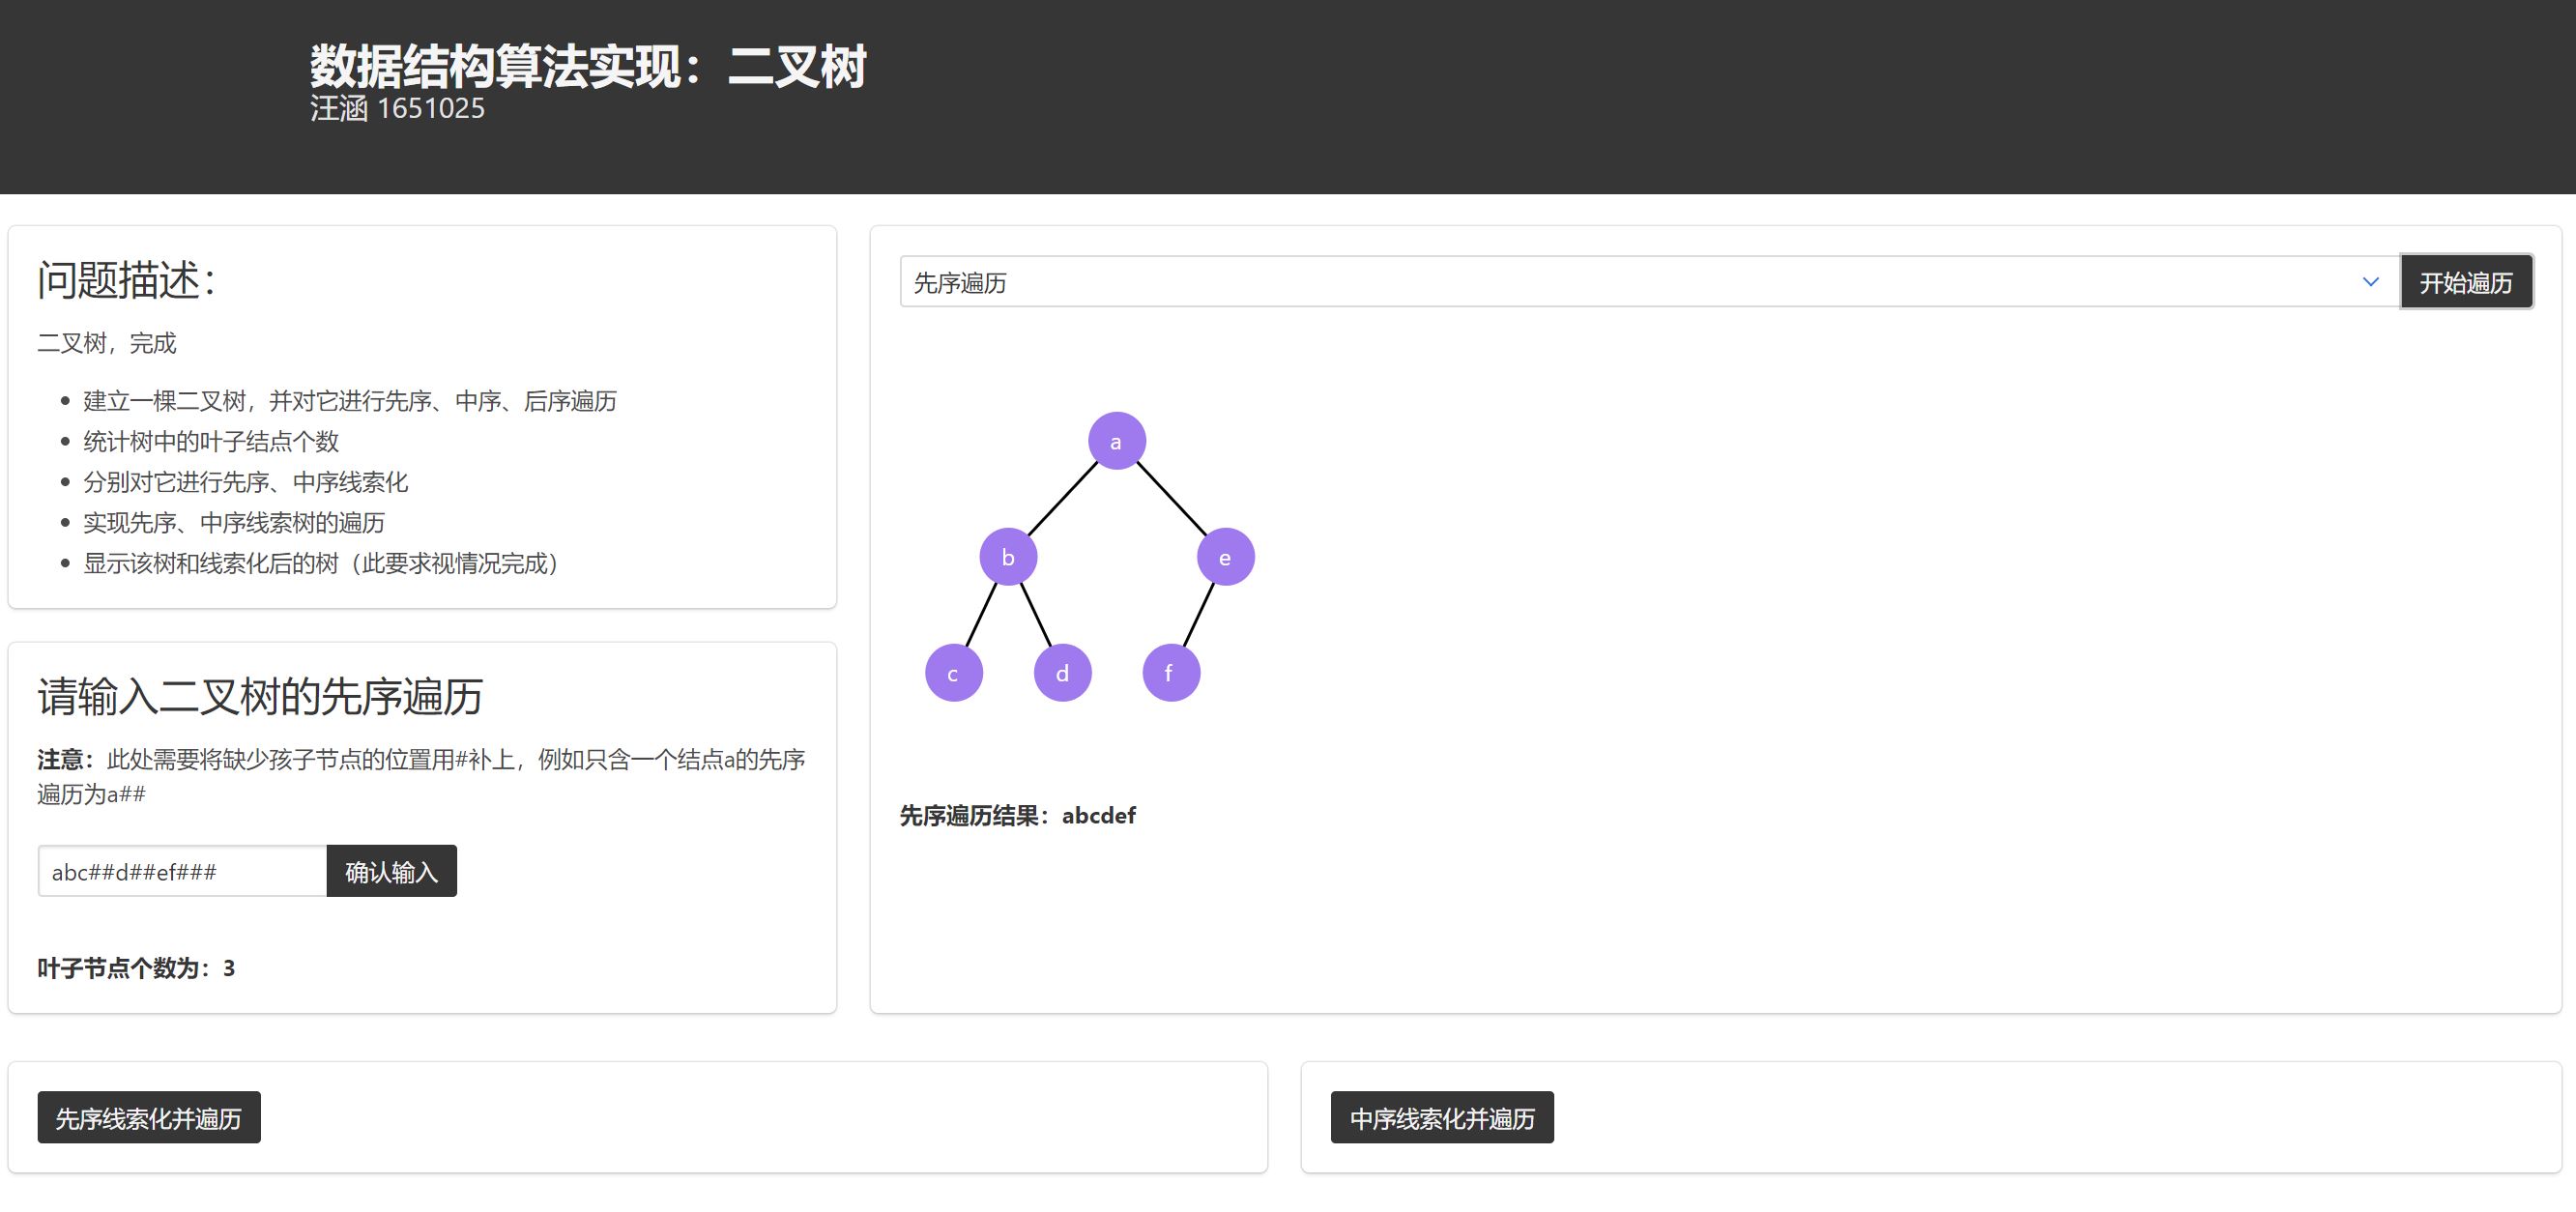 数据结构算法实现：二叉树
汪涵 1651025
问题描述：
二叉树，完成
建立一棵二叉树，并对它进行先序、中序、后序遍历
统计树中的叶子结点个数
分别对它进行先序、中序线索化
实现先序、中序线索树的遍历
显示该树和线索化后的树（此要求视情况完成）
请输入二叉树的先序遍历
注意：此处需要将缺少孩子节点的位置用#补上，例如只含一个结点a的先序
遍历为a##
abc##d##ef### 确认输入
叶子节点个数为：3
先序遍历 开始遍历
a
b e
c d f
先序遍历结果：abcdef
先序线索化并遍历
中序线索化并遍历